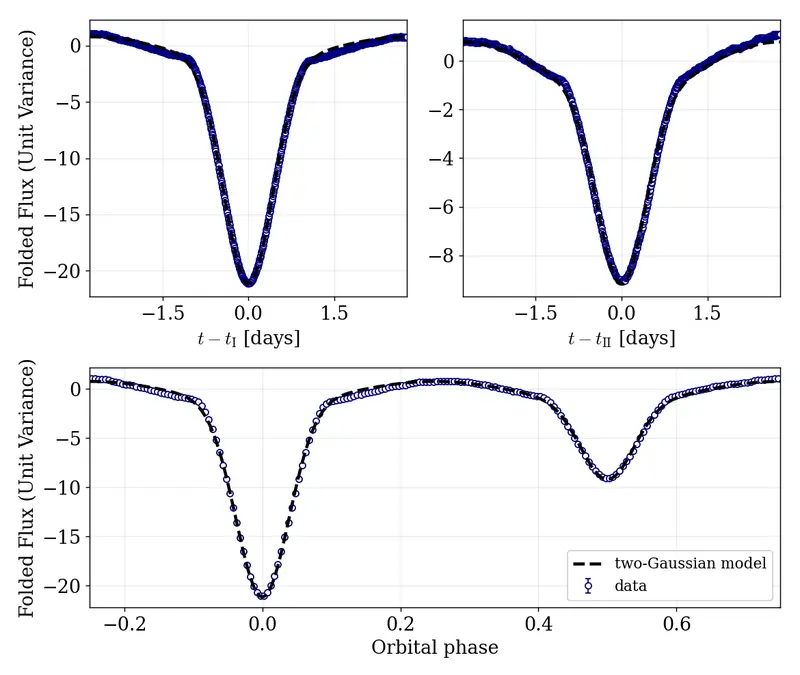 Folded Flux (Unit Variance)
0
−5
−10
−15
−20
−1.5 0.0 1.5
t − tI [days]
0
−2
−4
−6
−8
−1.5 0.0 1.5
t − tII [days]
Folded Flux (Unit Variance)
0
−5
−10
−15
−20
two-Gaussian model
data
−0.2 0.0 0.2 0.4 0.6
Orbital phase